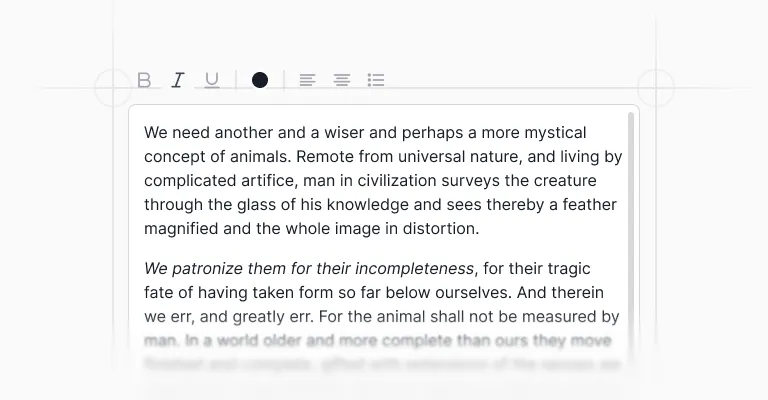 B I U
We need another and a wiser and perhaps a more mystical
concept of animals. Remote from universal nature, and living by
complicated artifice, man in civilization surveys the creature
through the glass of his knowledge and sees thereby a feather
magnified and the whole image in distortion.
We patronize them for their incompleteness, for their tragic
fate of having taken form so far below ourselves. And therein
we err, and greatly err. For the animal shall not be measured by
man. In a world older and more complete than ours they move